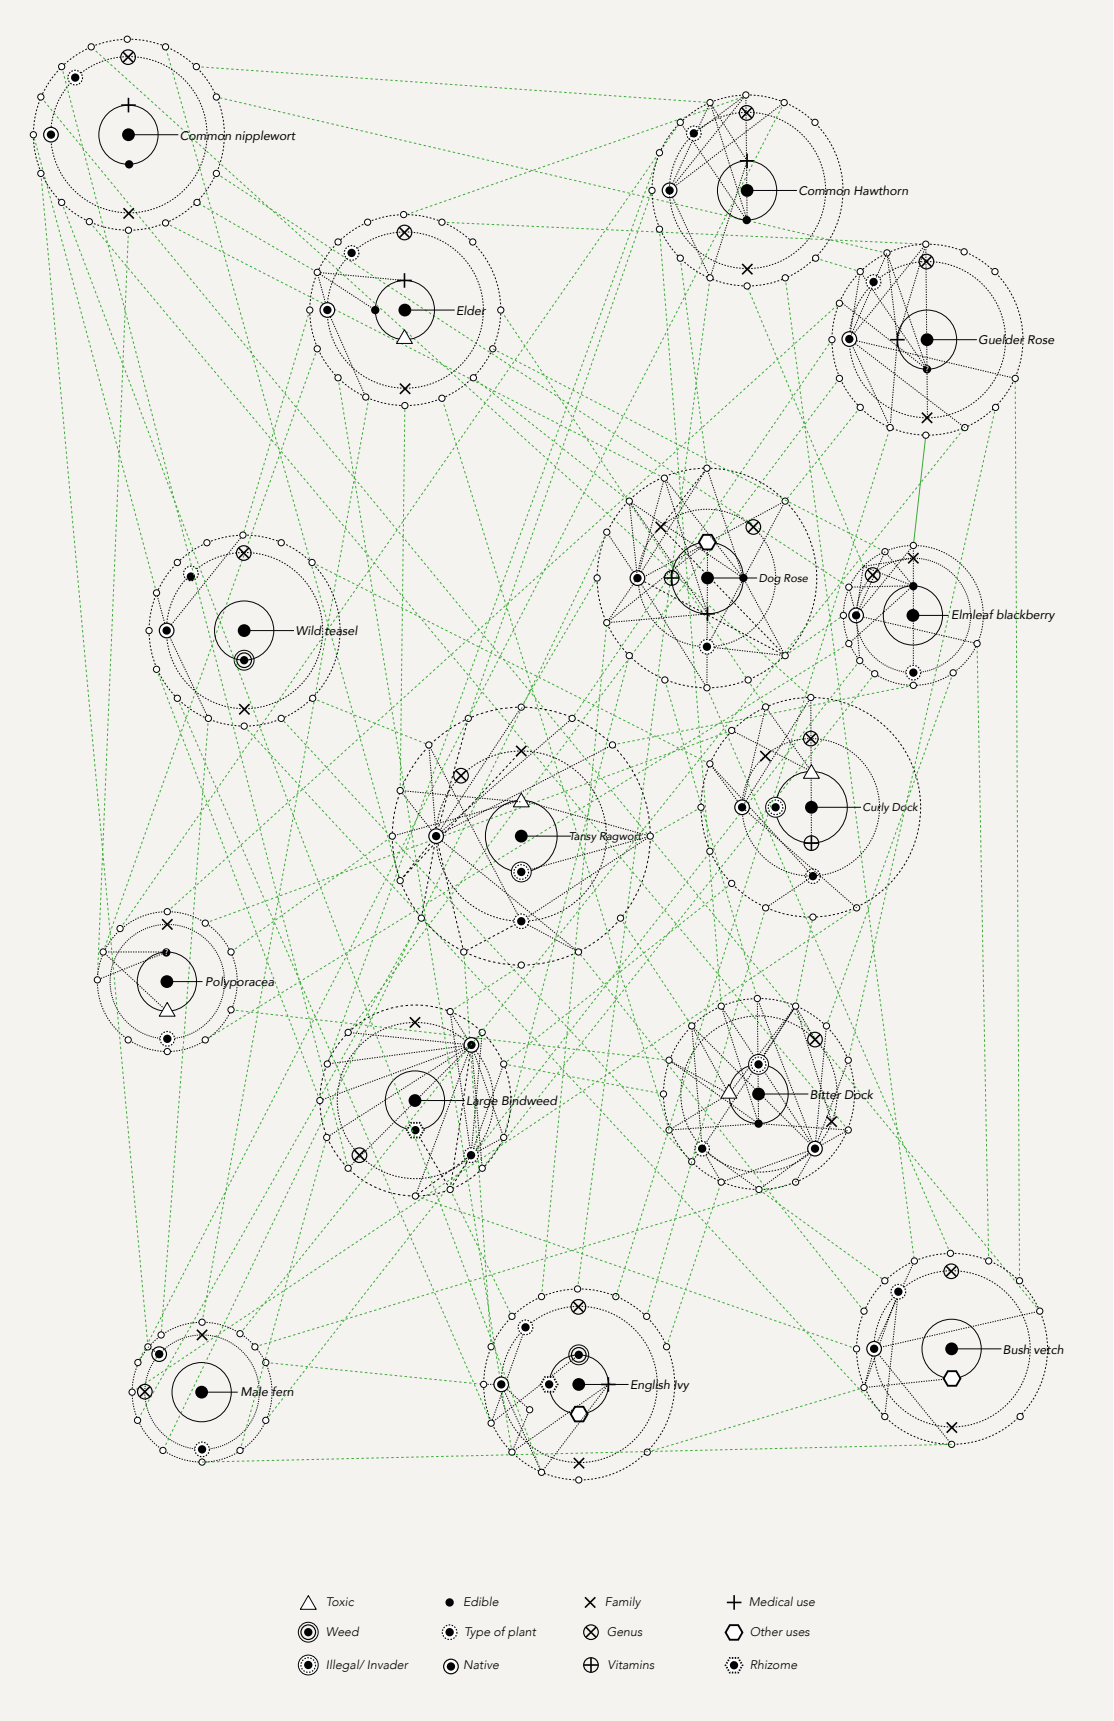 Common nipplewort
Common Hawthorn
Elder
Guelder Rose
Dog Rose
Elmleaf blackberry
Wild teasel
Curly Dock
Tansy Ragwort
Polyporacea
Large Bindweed
Bitter Dock
Bush vetch
English Ivy
Male fern
Toxic Edible Family Medical use
Weed Type of plant Genus Other uses
Illegal/ Invader Native Vitamins Rhizome